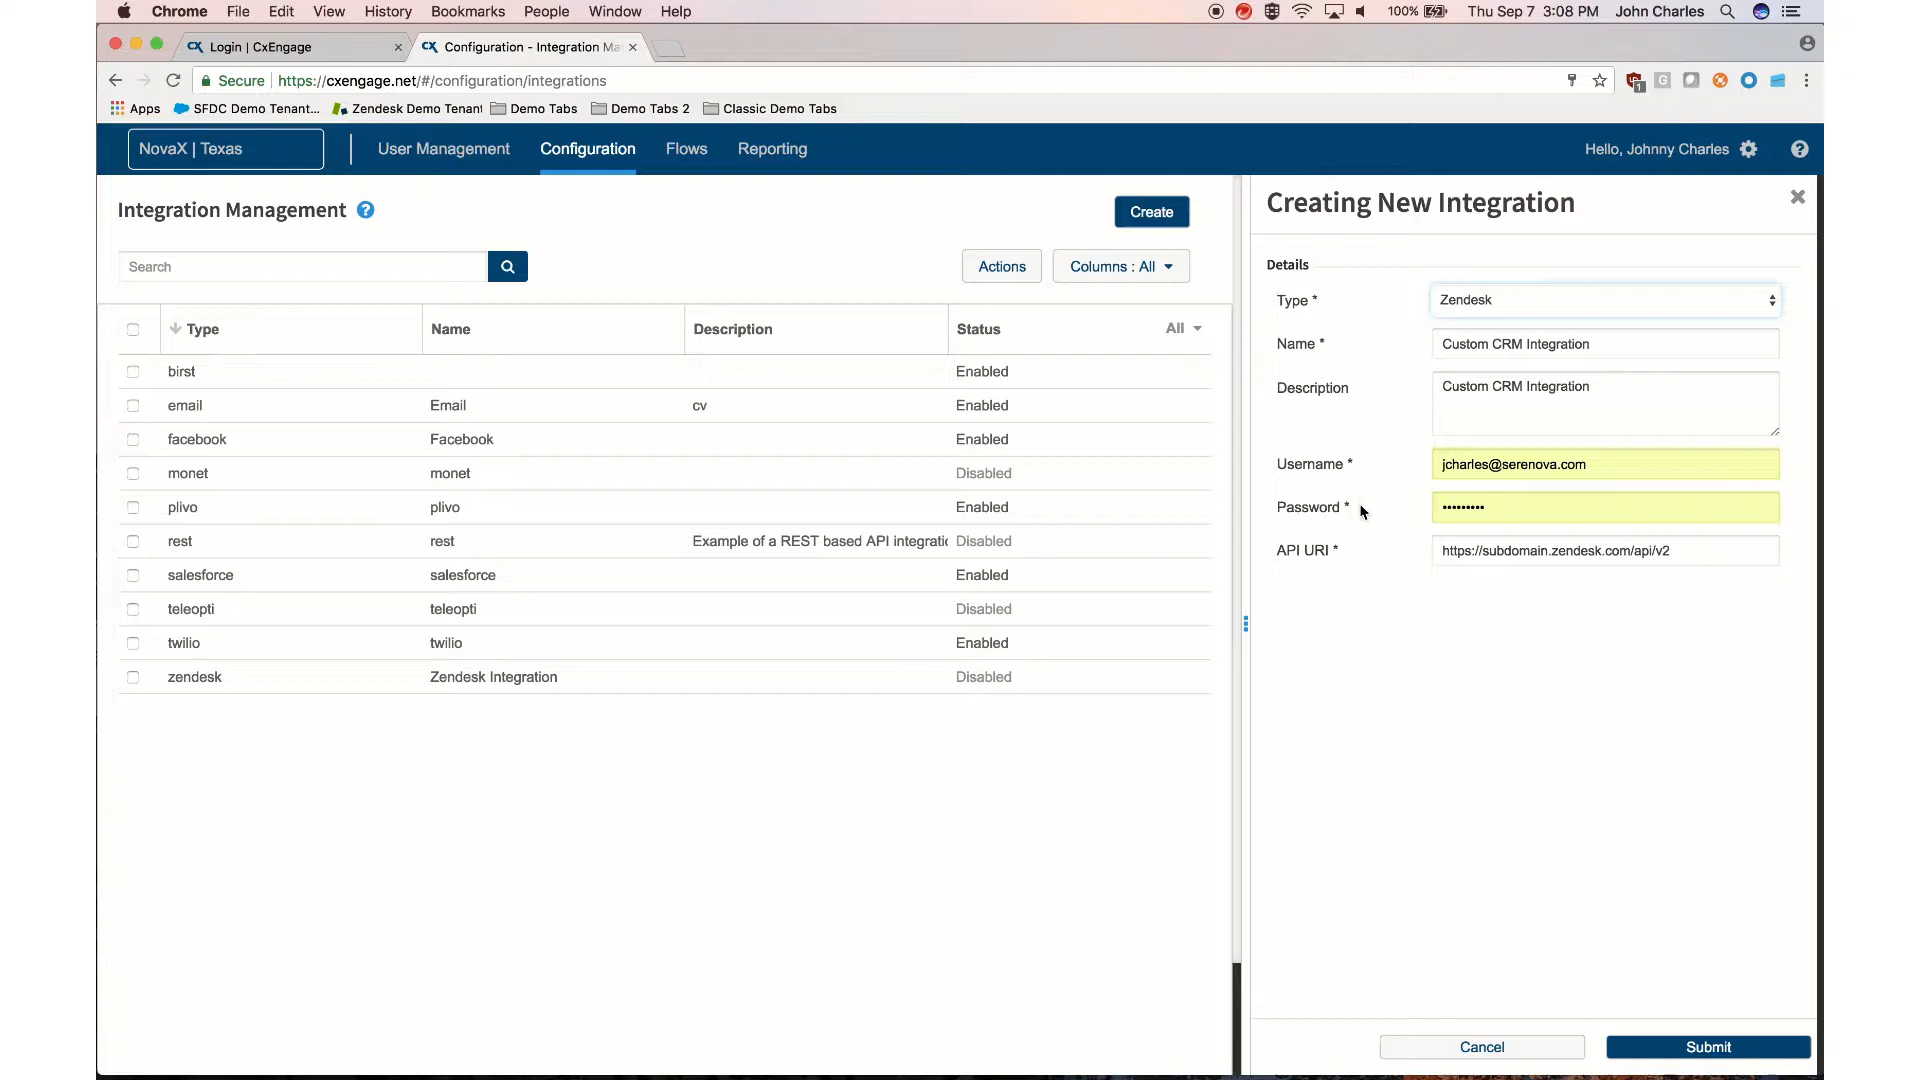 Chrome File Edit View History Bookmarks People Window Help 100% Thu Sep 7 3:08 PM John Charles
CX Login | CxEngage × CX Configuration - Integration Ma ×
Secure | https://cxengage.net/#/configuration/integrations
Apps SFDC Demo Tenant... Zendesk Demo Tenant Demo Tabs Demo Tabs 2 Classic Demo Tabs
NovaX | Texas User Management Configuration Flows Reporting Hello, Johnny Charles ?
Integration Management ? Create
Search Actions Columns : All
Type Name Description Status All
birst Enabled
email Email cv Enabled
facebook Facebook Enabled
monet monet Disabled
plivo plivo Enabled
rest rest Example of a REST based API integratio Disabled
salesforce salesforce Enabled
teleopti teleopti Disabled
twilio twilio Enabled
zendesk Zendesk Integration Disabled
Creating New Integration
Details
Type * Zendesk
Name * Custom CRM Integration
Description Custom CRM Integration
Username * jcharles@serenova.com
Password * •••••••••
API URI * https://subdomain.zendesk.com/api/v2
Cancel Submit